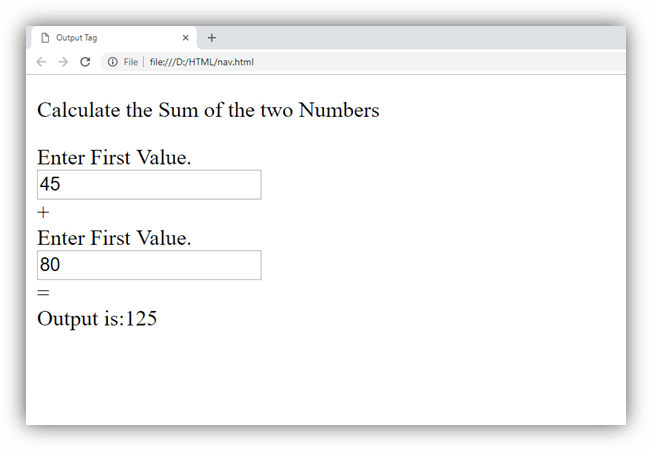 Output Tag
File | file:///D:/HTML/nav.html
Calculate the Sum of the two Numbers
Enter First Value.
45
+
Enter First Value.
80
=
Output is:125